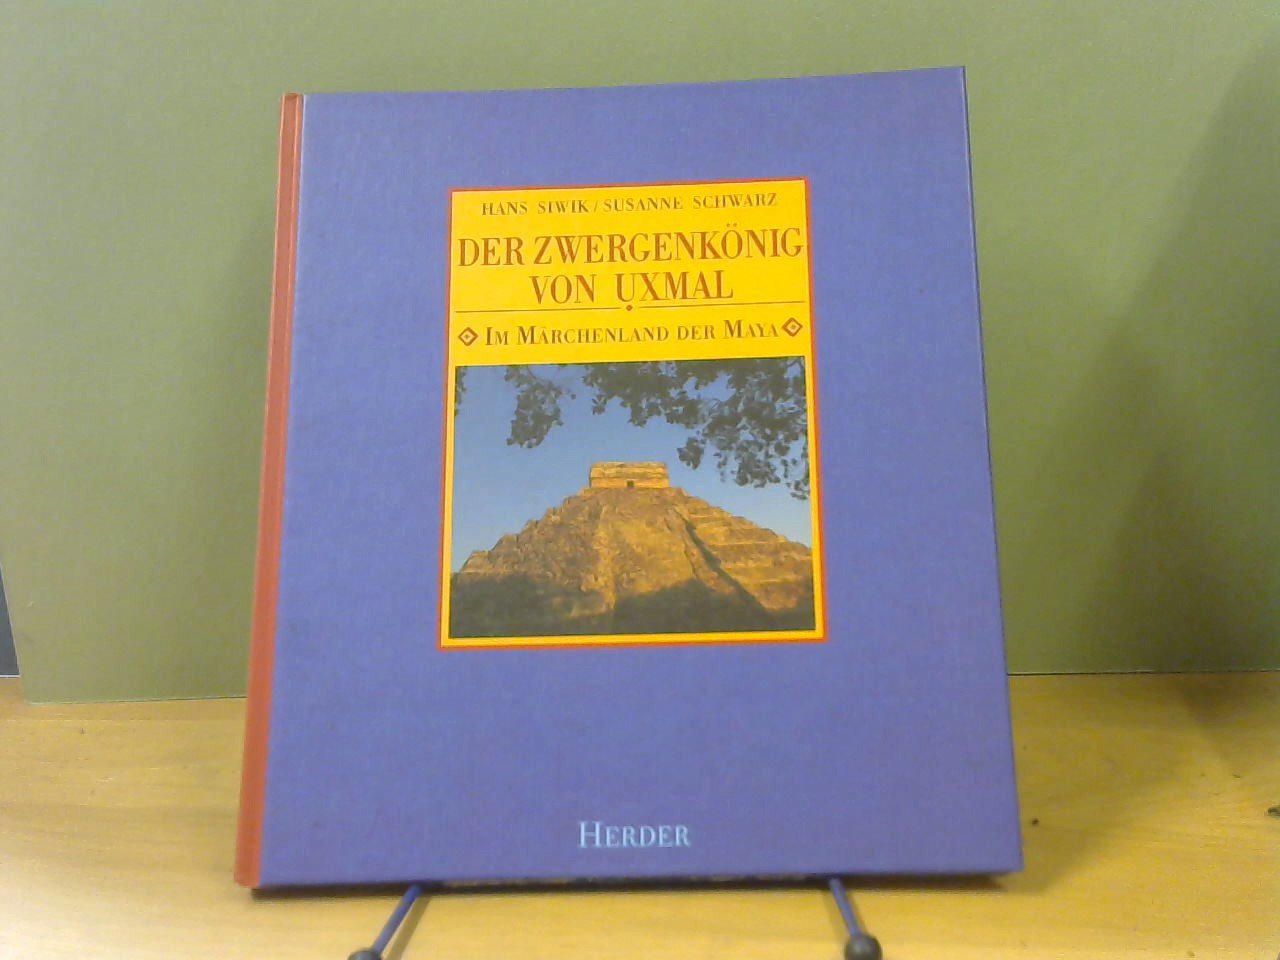 HANS SIWIK / SUSANNE SCHWARZ
DER ZWERGENKÖNIG
VON UXMAL
IM MÄRCHENLAND DER MAYA
HERDER